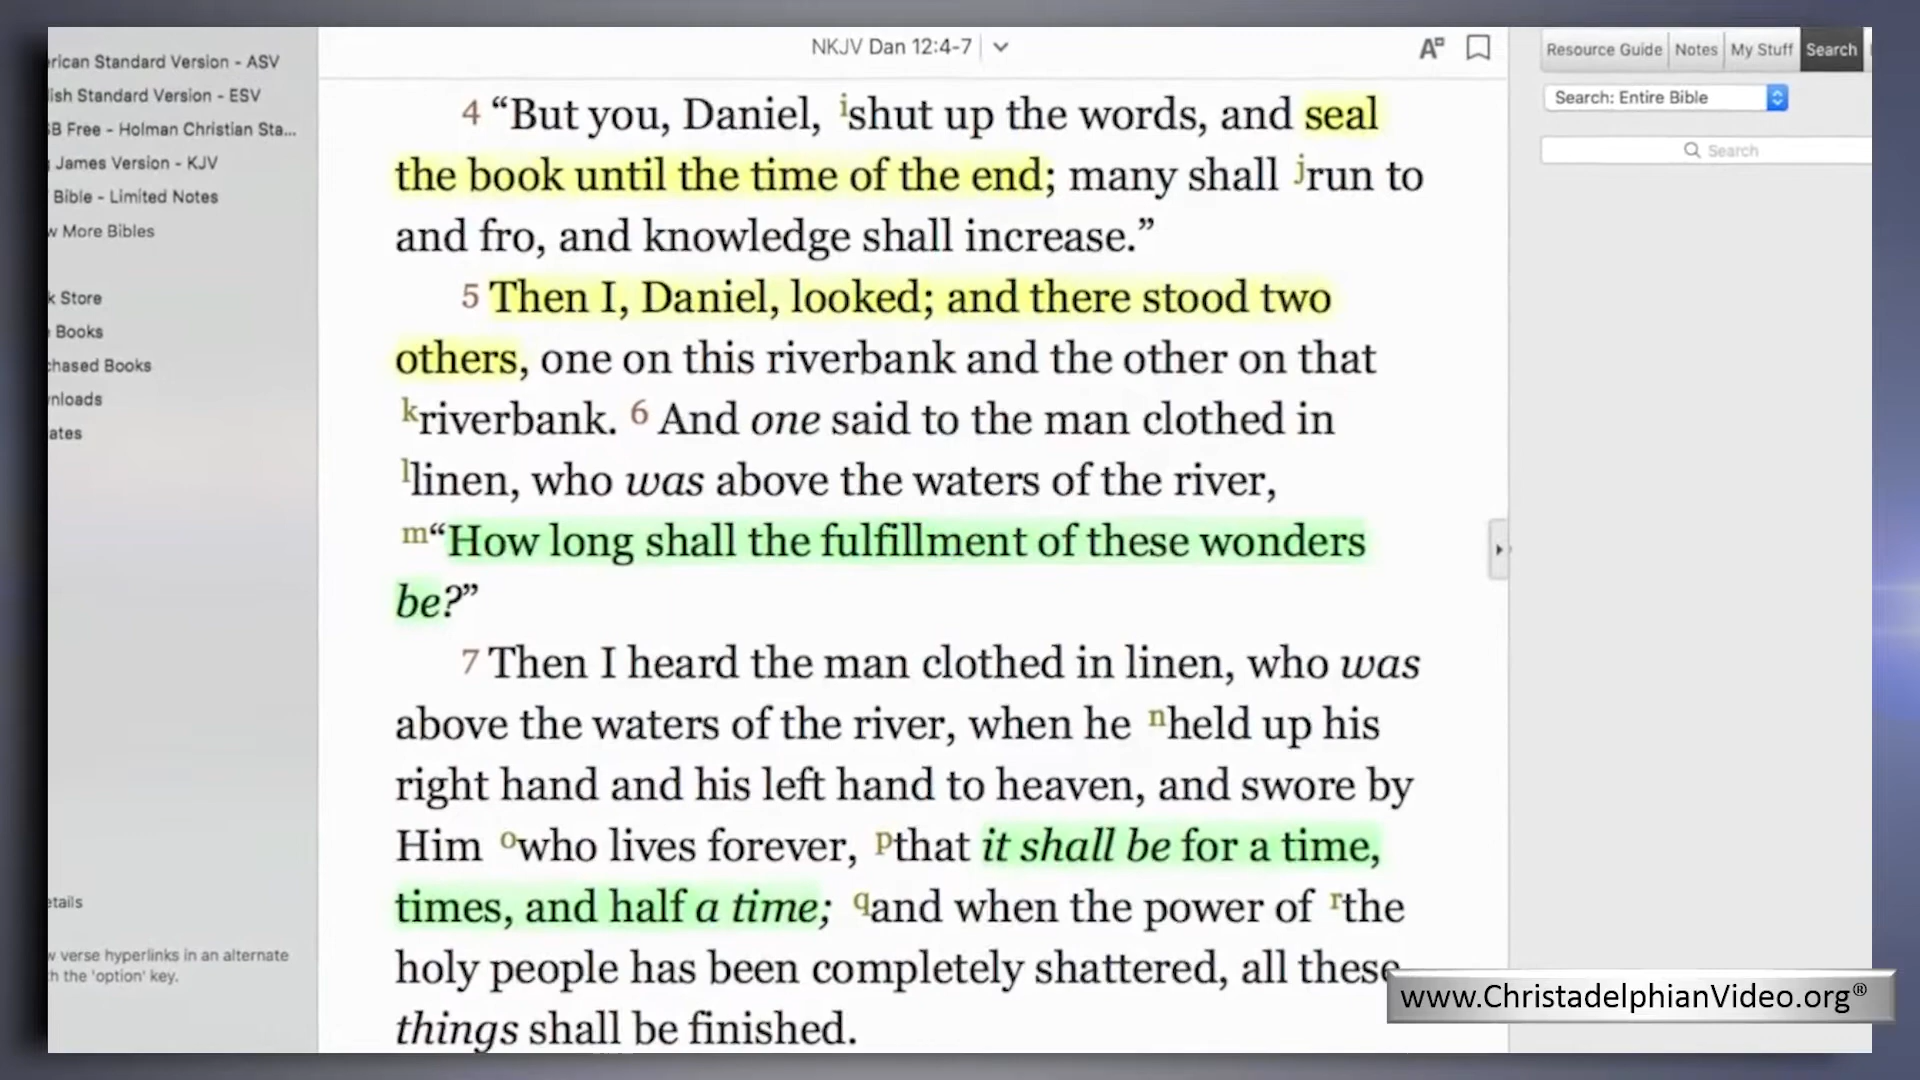 rican Standard Version - ASV
ish Standard Version - ESV
B Free - Holman Christian Sta...
James Version - KJV
Bible - Limited Notes
w More Bibles
k Store
Books
chased Books
nloads
ates
etails
w verse hyperlinks in an alternate
h the 'option' key.
NKJV Dan 12:4-7
4 “But you, Daniel, ishut up the words, and seal
the book until the time of the end; many shall jrun to
and fro, and knowledge shall increase.”
5 Then I, Daniel, looked; and there stood two
others, one on this riverbank and the other on that
kriverbank. 6 And one said to the man clothed in
llinen, who was above the waters of the river,
m“How long shall the fulfillment of these wonders
be?”
7 Then I heard the man clothed in linen, who was
above the waters of the river, when he nheld up his
right hand and his left hand to heaven, and swore by
Him owho lives forever, pthat it shall be for a time,
times, and half a time; qand when the power of rthe
holy people has been completely shattered, all these
things shall be finished.
Resource Guide Notes My Stuff Search
Search: Entire Bible
Search
www.ChristadelphianVideo.org®